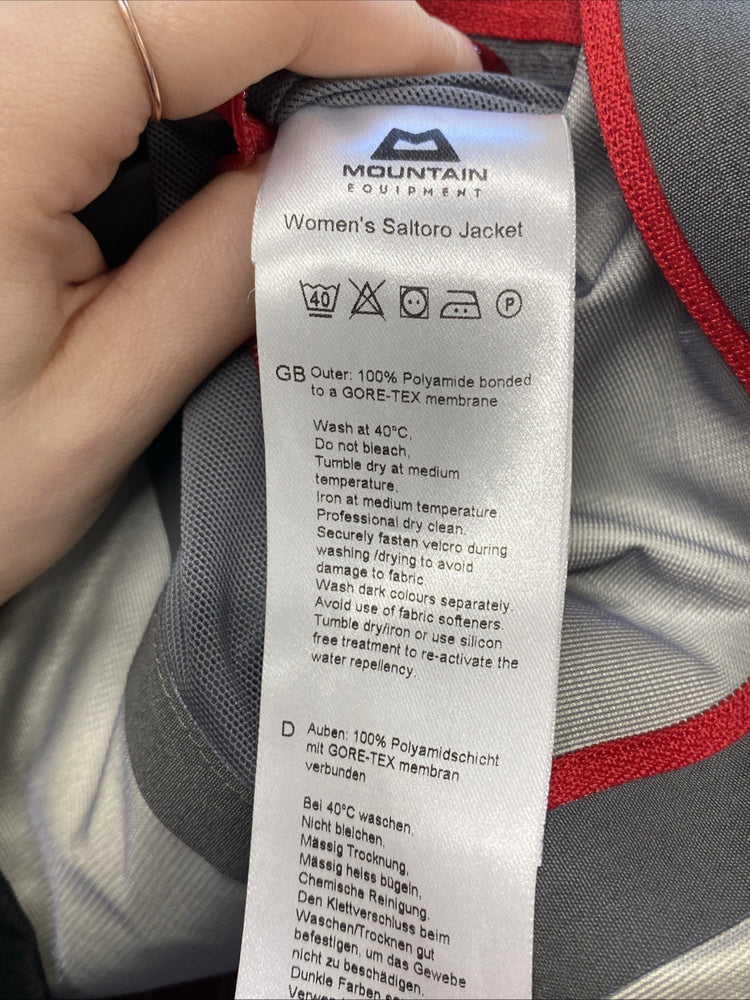 MOUNTAIN
EQUIPMENT
Women's Saltoro Jacket
40 P
GB Outer: 100% Polyamide bonded
to a GORE-TEX membrane
Wash at 40°C,
Do not bleach,
Tumble dry at medium
temperature,
Iron at medium temperature
Professional dry clean.
Securely fasten velcro during
washing /drying to avoid
damage to fabric
Wash dark colours separately.
Avoid use of fabric softeners.
Tumble dry/iron or use silicon
free treatment to re-activate the
water repellency.
D Auben: 100% Polyamidschicht
mit GORE-TEX membran
verbunden
Bei 40°C waschen,
Nicht bleichen,
Mässig Trocknung,
Mässig heiss bügeln,
Chemische Reinigung.
Den Klettverschluss beim
Waschen/Trocknen gut
befestigen, um das Gewebe
nicht zu beschädigen.
Dunkle Farben